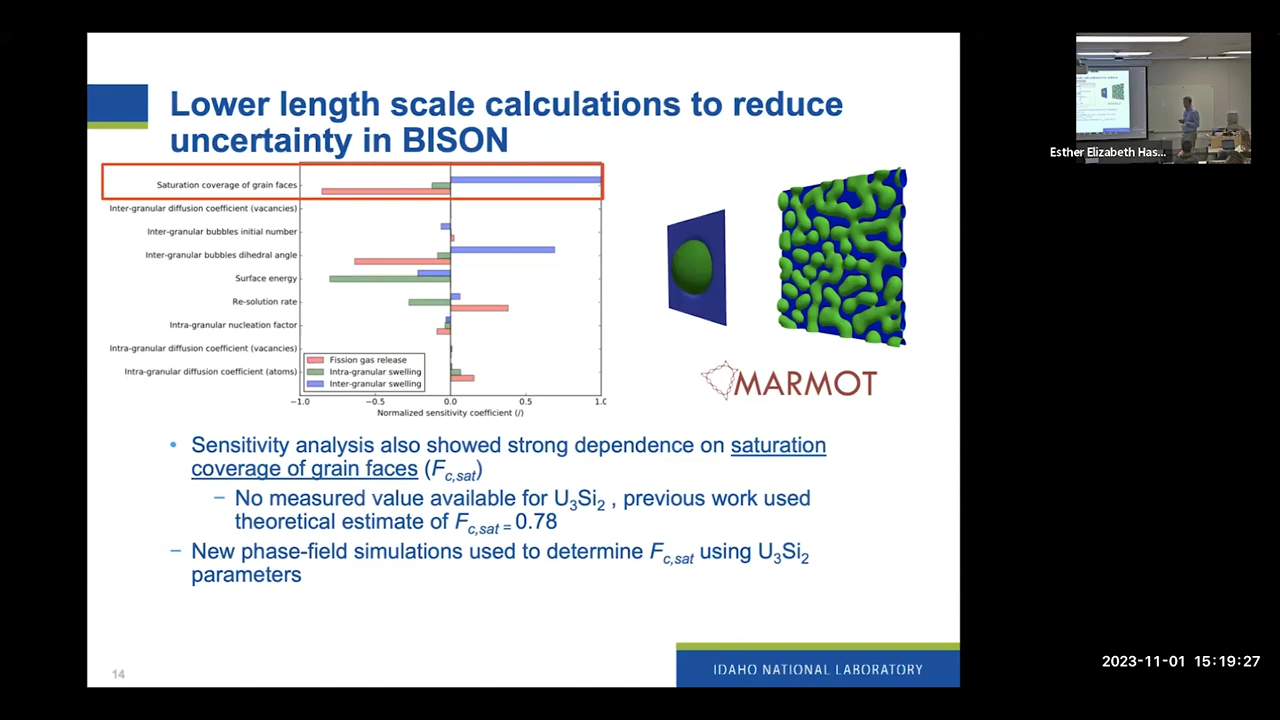 Lower length scale calculations to reduce
uncertainty in BISON
Saturation coverage of grain faces
Inter-granular diffusion coefficient (vacancies)
Inter-granular bubbles initial number
Inter-granular bubbles dihedral angle
Surface energy
Re-solution rate
Intra-granular nucleation factor
Intra-granular diffusion coefficient (vacancies)
Intra-granular diffusion coefficient (atoms)
Fission gas release
Intra-granular swelling
Inter-granular swelling
−1.0 −0.5 0.0 0.5 1.0
Normalized sensitivity coefficient (/)
MARMOT
• Sensitivity analysis also showed strong dependence on saturation
coverage of grain faces (Fc,sat)
− No measured value available for U3Si2 , previous work used
theoretical estimate of Fc,sat = 0.78
− New phase-field simulations used to determine Fc,sat using U3Si2
parameters
14
IDAHO NATIONAL LABORATORY
Esther Elizabeth Has...
2023-11-01 15:19:27